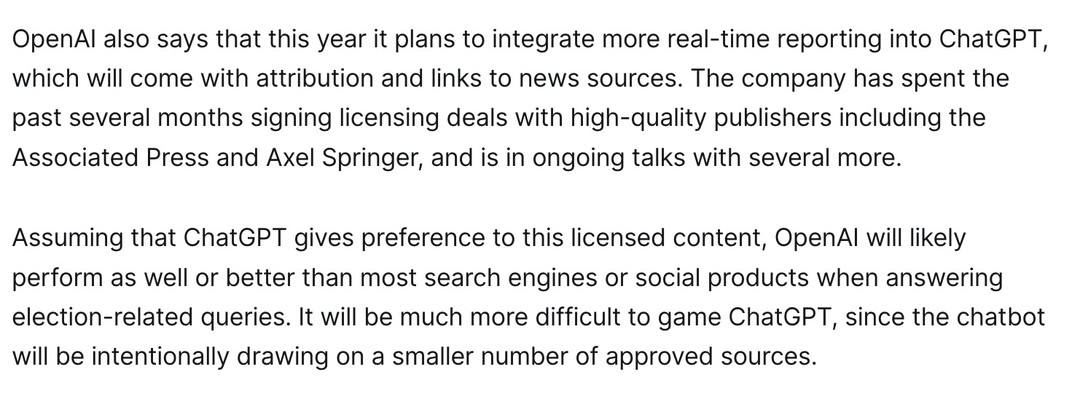 OpenAI also says that this year it plans to integrate more real-time reporting into ChatGPT,
which will come with attribution and links to news sources. The company has spent the
past several months signing licensing deals with high-quality publishers including the
Associated Press and Axel Springer, and is in ongoing talks with several more.
Assuming that ChatGPT gives preference to this licensed content, OpenAI will likely
perform as well or better than most search engines or social products when answering
election-related queries. It will be much more difficult to game ChatGPT, since the chatbot
will be intentionally drawing on a smaller number of approved sources.